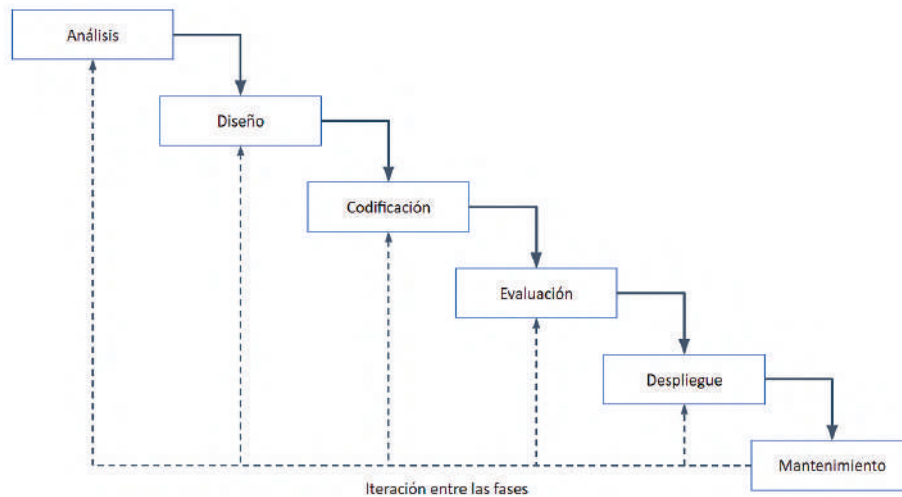 Análisis
Diseño
Codificación
Evaluación
Despliegue
Mantenimiento
Iteración entre las fases